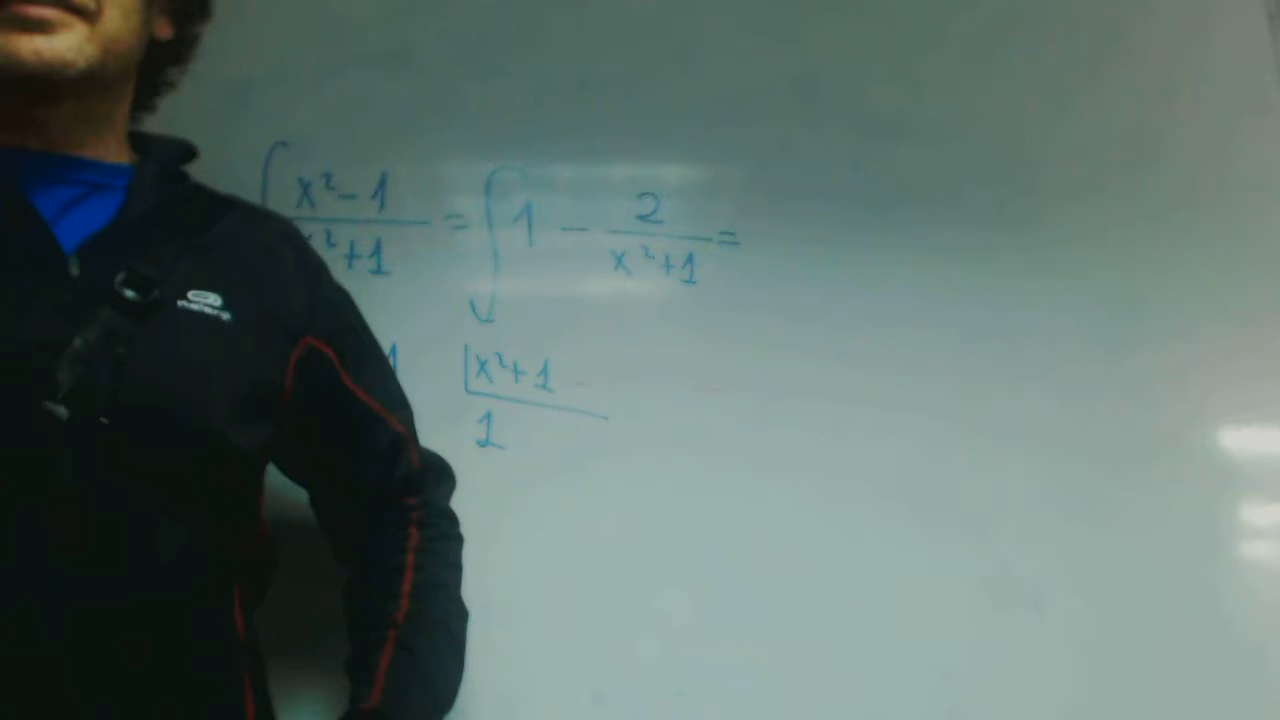 ∫ x²-1 / x²+1 = ∫ 1 - 2 / x²+1 =
1 |x²+1
1